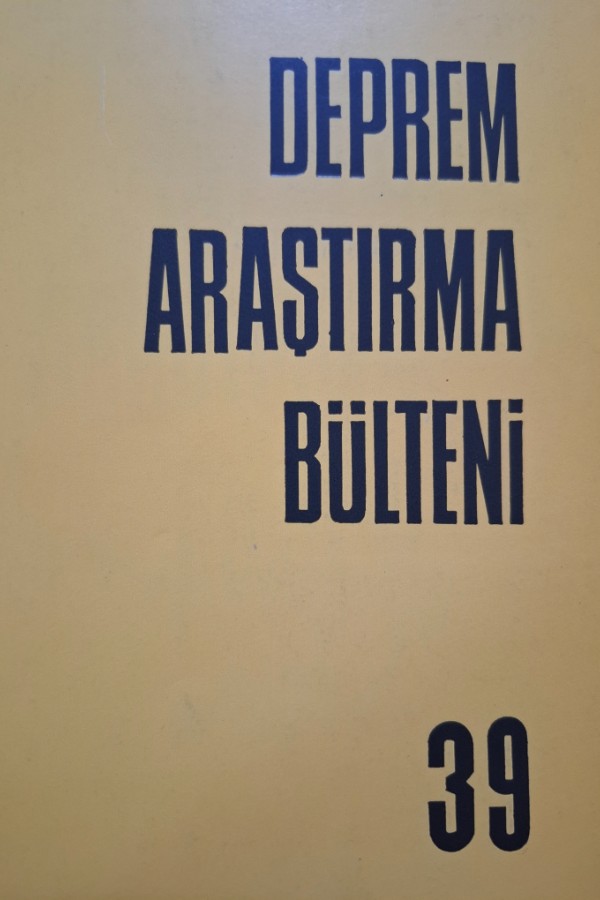 DEPREM
ARAŞTIRMA
BÜLTENİ
39